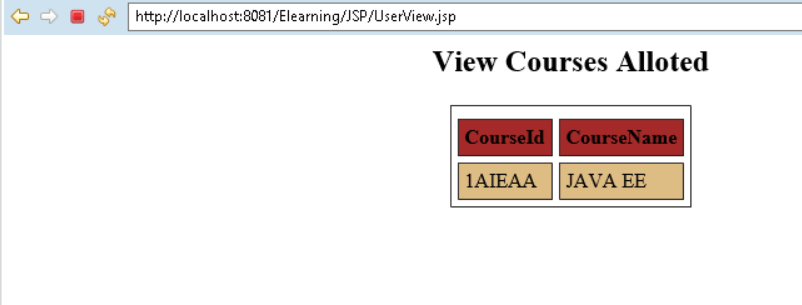 http://localhost:8081/Elearning/JSP/UserView.jsp
View Courses Alloted
CourseId CourseName
1AIEAA JAVA EE